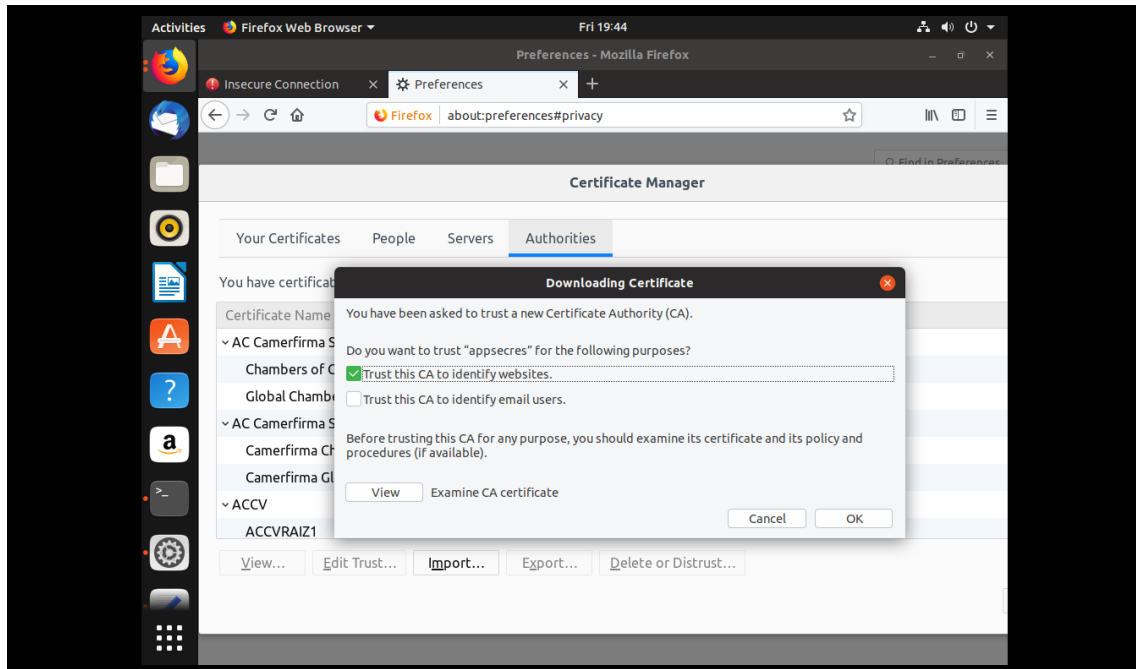 Activities Firefox Web Browser Fri 19:44
Preferences - Mozilla Firefox
Insecure Connection Preferences
Firefox about:preferences#privacy
Find in Preferences
Certificate Manager
Your Certificates People Servers Authorities
You have certificat
Certificate Name
AC Camerfirma S
Chambers of C
Global Chambe
AC Camerfirma S
Camerfirma Ch
Camerfirma Gl
ACCV
ACCVRAIZ1
Downloading Certificate
You have been asked to trust a new Certificate Authority (CA).
Do you want to trust “appsecres” for the following purposes?
Trust this CA to identify websites.
Trust this CA to identify email users.
Before trusting this CA for any purpose, you should examine its certificate and its policy and
procedures (if available).
View Examine CA certificate
Cancel OK
View... Edit Trust... Import... Export... Delete or Distrust...